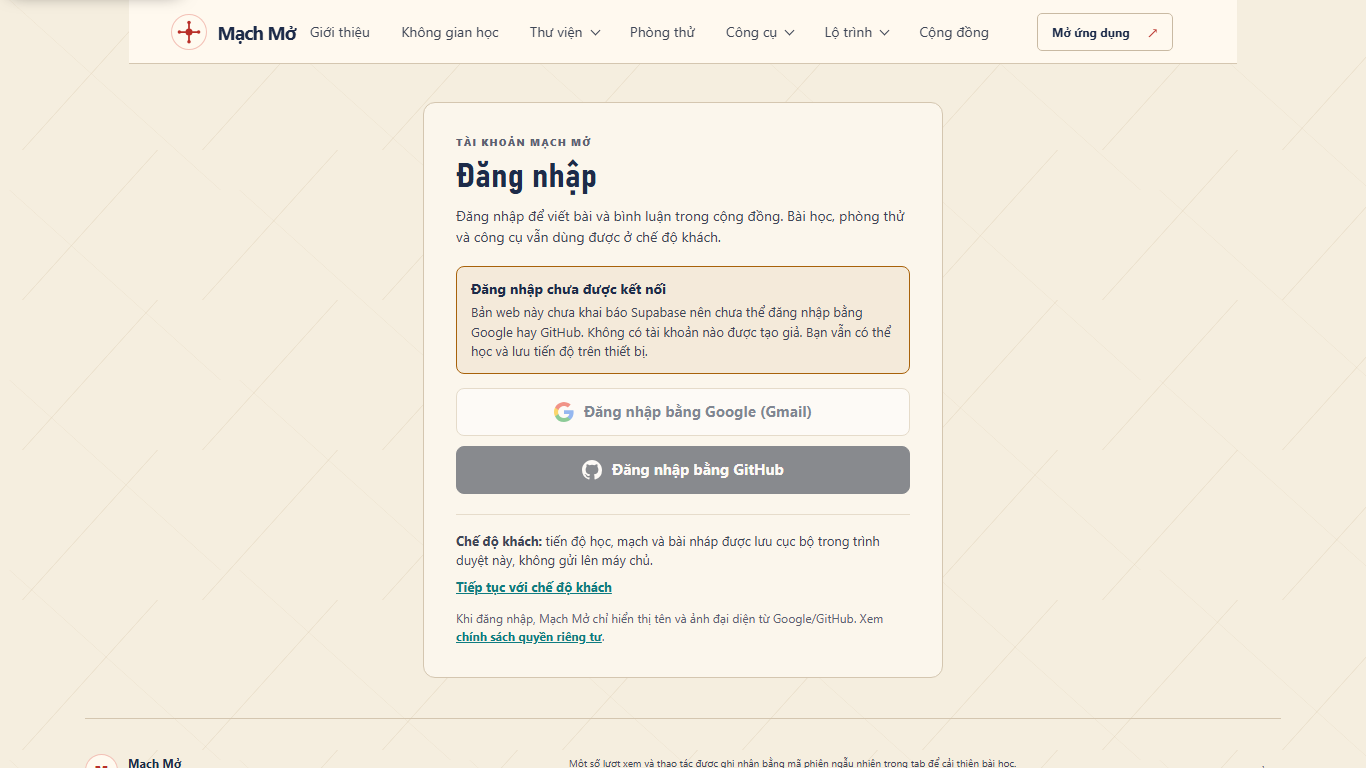 Mạch Mở
Giới thiệu
Không gian học
Thư viện
Phòng thử
Công cụ
Lộ trình
Cộng đồng
Mở ứng dụng ↗
TÀI KHOẢN MẠCH MỞ
Đăng nhập
Đăng nhập để viết bài và bình luận trong cộng đồng. Bài học, phòng thử
và công cụ vẫn dùng được ở chế độ khách.
Đăng nhập chưa được kết nối
Bản web này chưa khai báo Supabase nên chưa thể đăng nhập bằng
Google hay GitHub. Không có tài khoản nào được tạo giả. Bạn vẫn có thể
học và lưu tiến độ trên thiết bị.
Đăng nhập bằng Google (Gmail)
Đăng nhập bằng GitHub
Chế độ khách: tiến độ học, mạch và bài nháp được lưu cục bộ trong trình
duyệt này, không gửi lên máy chủ.
Tiếp tục với chế độ khách
Khi đăng nhập, Mạch Mở chỉ hiển thị tên và ảnh đại diện từ Google/GitHub. Xem
chính sách quyền riêng tư.
Mạch Mở
Một số lượt xem và thao tác được ghi nhận bằng mã phiên ngẫu nhiên trong tab để cải thiện bài học.